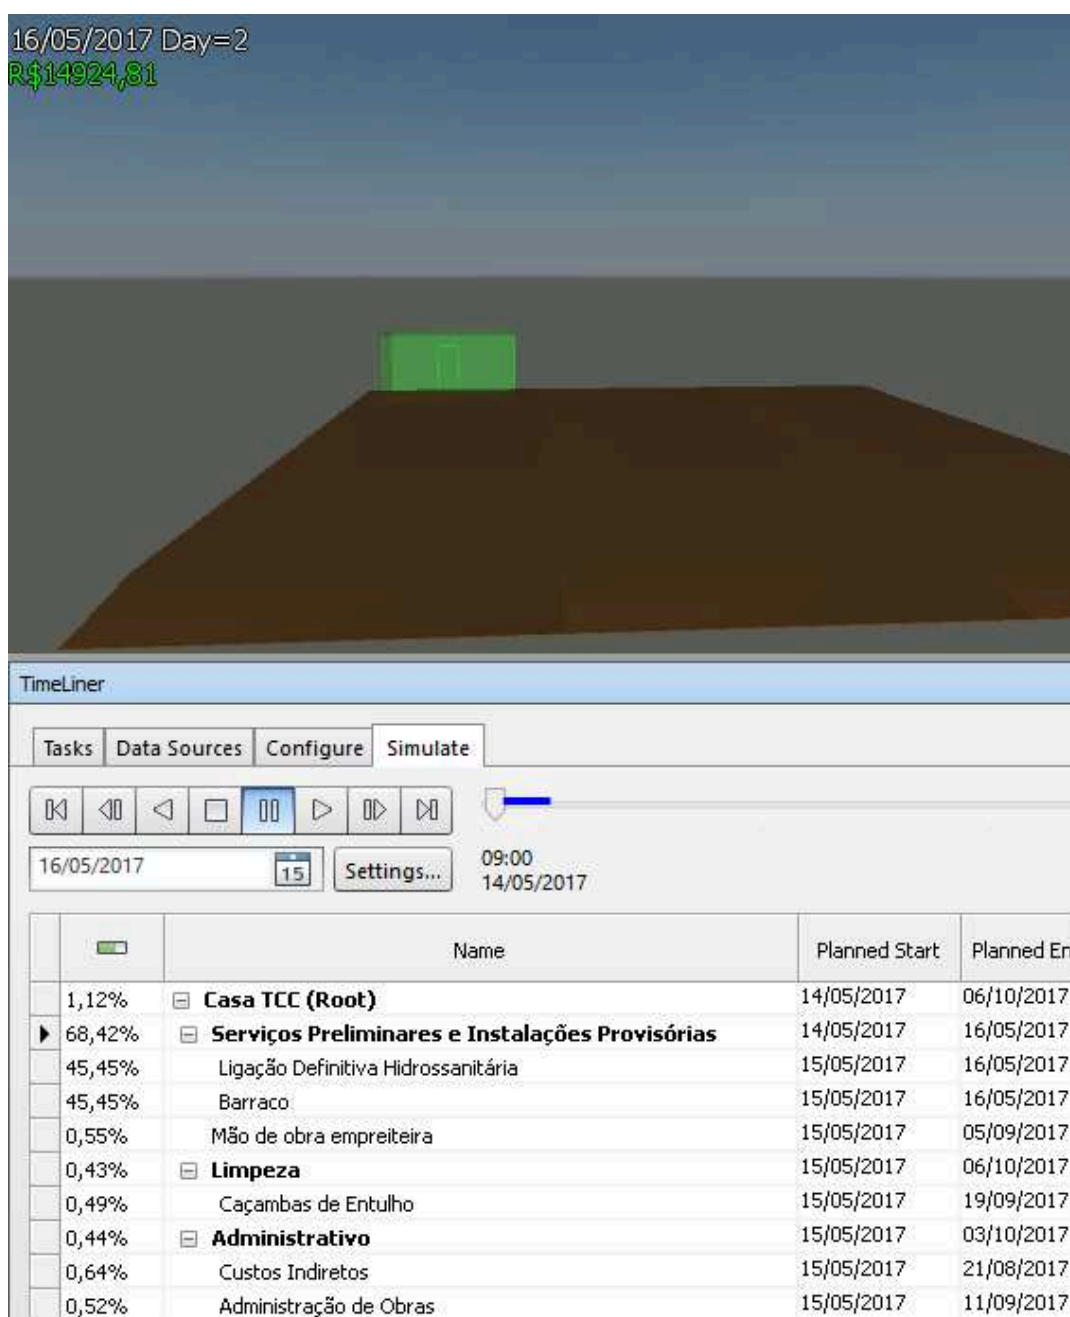 16/05/2017 Day=2
R$14924,81
TimeLiner
Tasks Data Sources Configure Simulate
16/05/2017 15 Settings... 09:00
14/05/2017
Name Planned Start Planned En
1,12% Casa TCC (Root) 14/05/2017 06/10/2017
68,42% Serviços Preliminares e Instalações Provisórias 14/05/2017 16/05/2017
45,45% Ligação Definitiva Hidrossanitária 15/05/2017 16/05/2017
45,45% Barraco 15/05/2017 16/05/2017
0,55% Mão de obra empreiteira 15/05/2017 05/09/2017
0,43% Limpeza 15/05/2017 06/10/2017
0,49% Caçambas de Entulho 15/05/2017 19/09/2017
0,44% Administrativo 15/05/2017 03/10/2017
0,64% Custos Indiretos 15/05/2017 21/08/2017
0,52% Administração de Obras 15/05/2017 11/09/2017